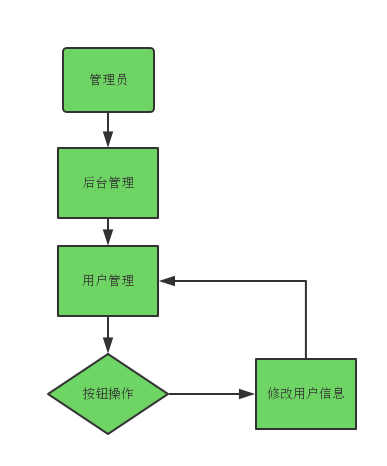 管理员
后台管理
用户管理
按钮操作
修改用户信息